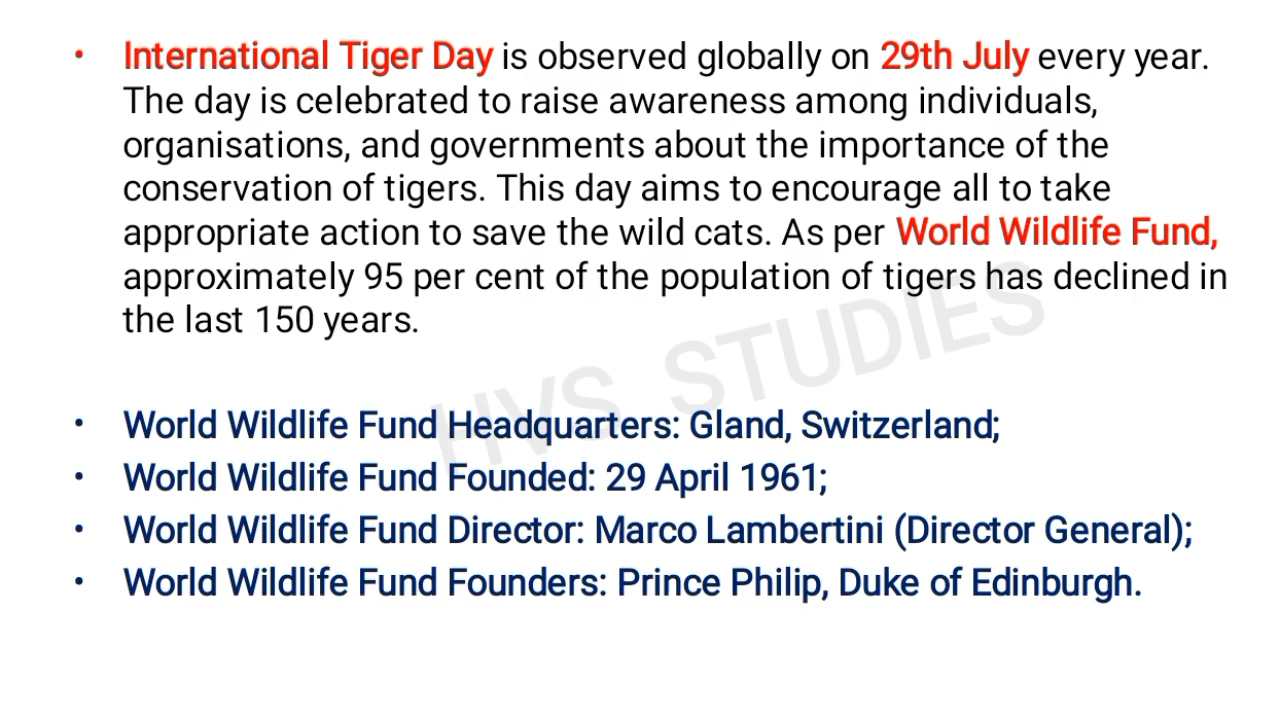 • International Tiger Day is observed globally on 29th July every year.
The day is celebrated to raise awareness among individuals,
organisations, and governments about the importance of the
conservation of tigers. This day aims to encourage all to take
appropriate action to save the wild cats. As per World Wildlife Fund,
approximately 95 per cent of the population of tigers has declined in
the last 150 years.
HVS STUDIES
• World Wildlife Fund Headquarters: Gland, Switzerland;
• World Wildlife Fund Founded: 29 April 1961;
• World Wildlife Fund Director: Marco Lambertini (Director General);
• World Wildlife Fund Founders: Prince Philip, Duke of Edinburgh.